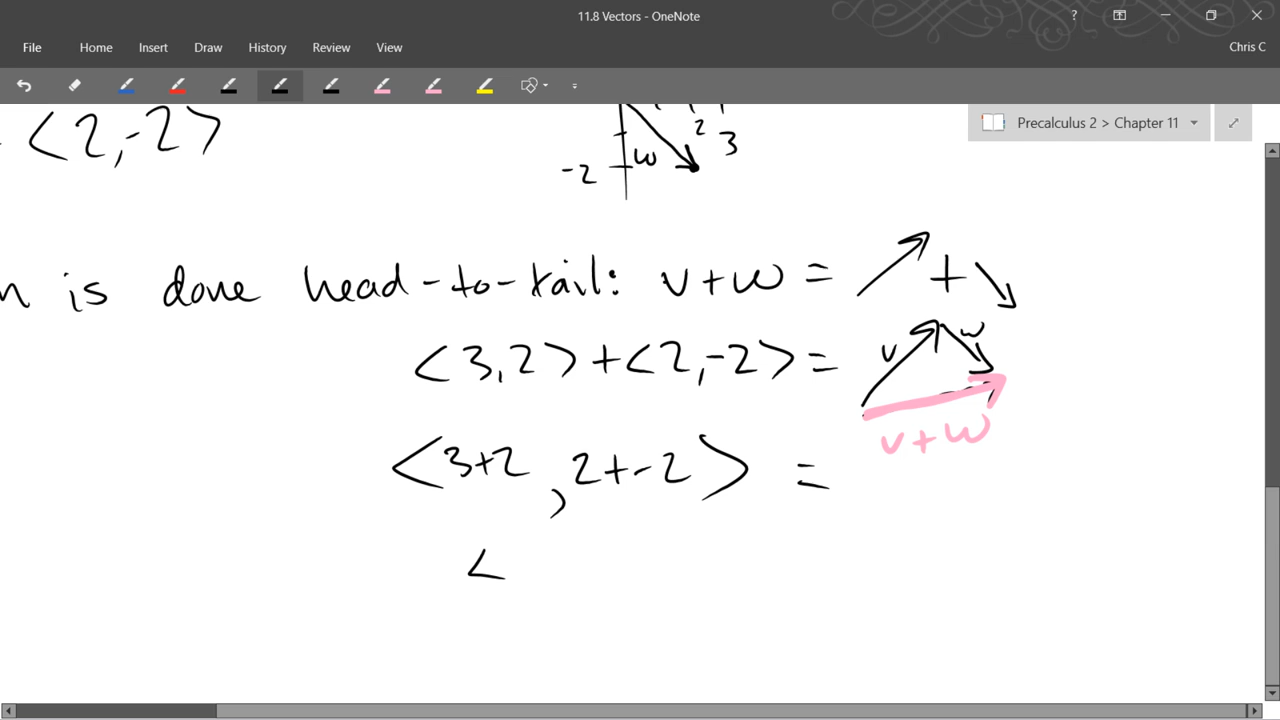 11.8 Vectors - OneNote
?
File Home Insert Draw History Review View
Chris C
Precalculus 2 > Chapter 11
<2,-2>
2
3
-2
w
n is done head-to-tail: v+w = +
<3,2>+<2,-2>=
v w
v+w
<3+2, 2+-2> =
<